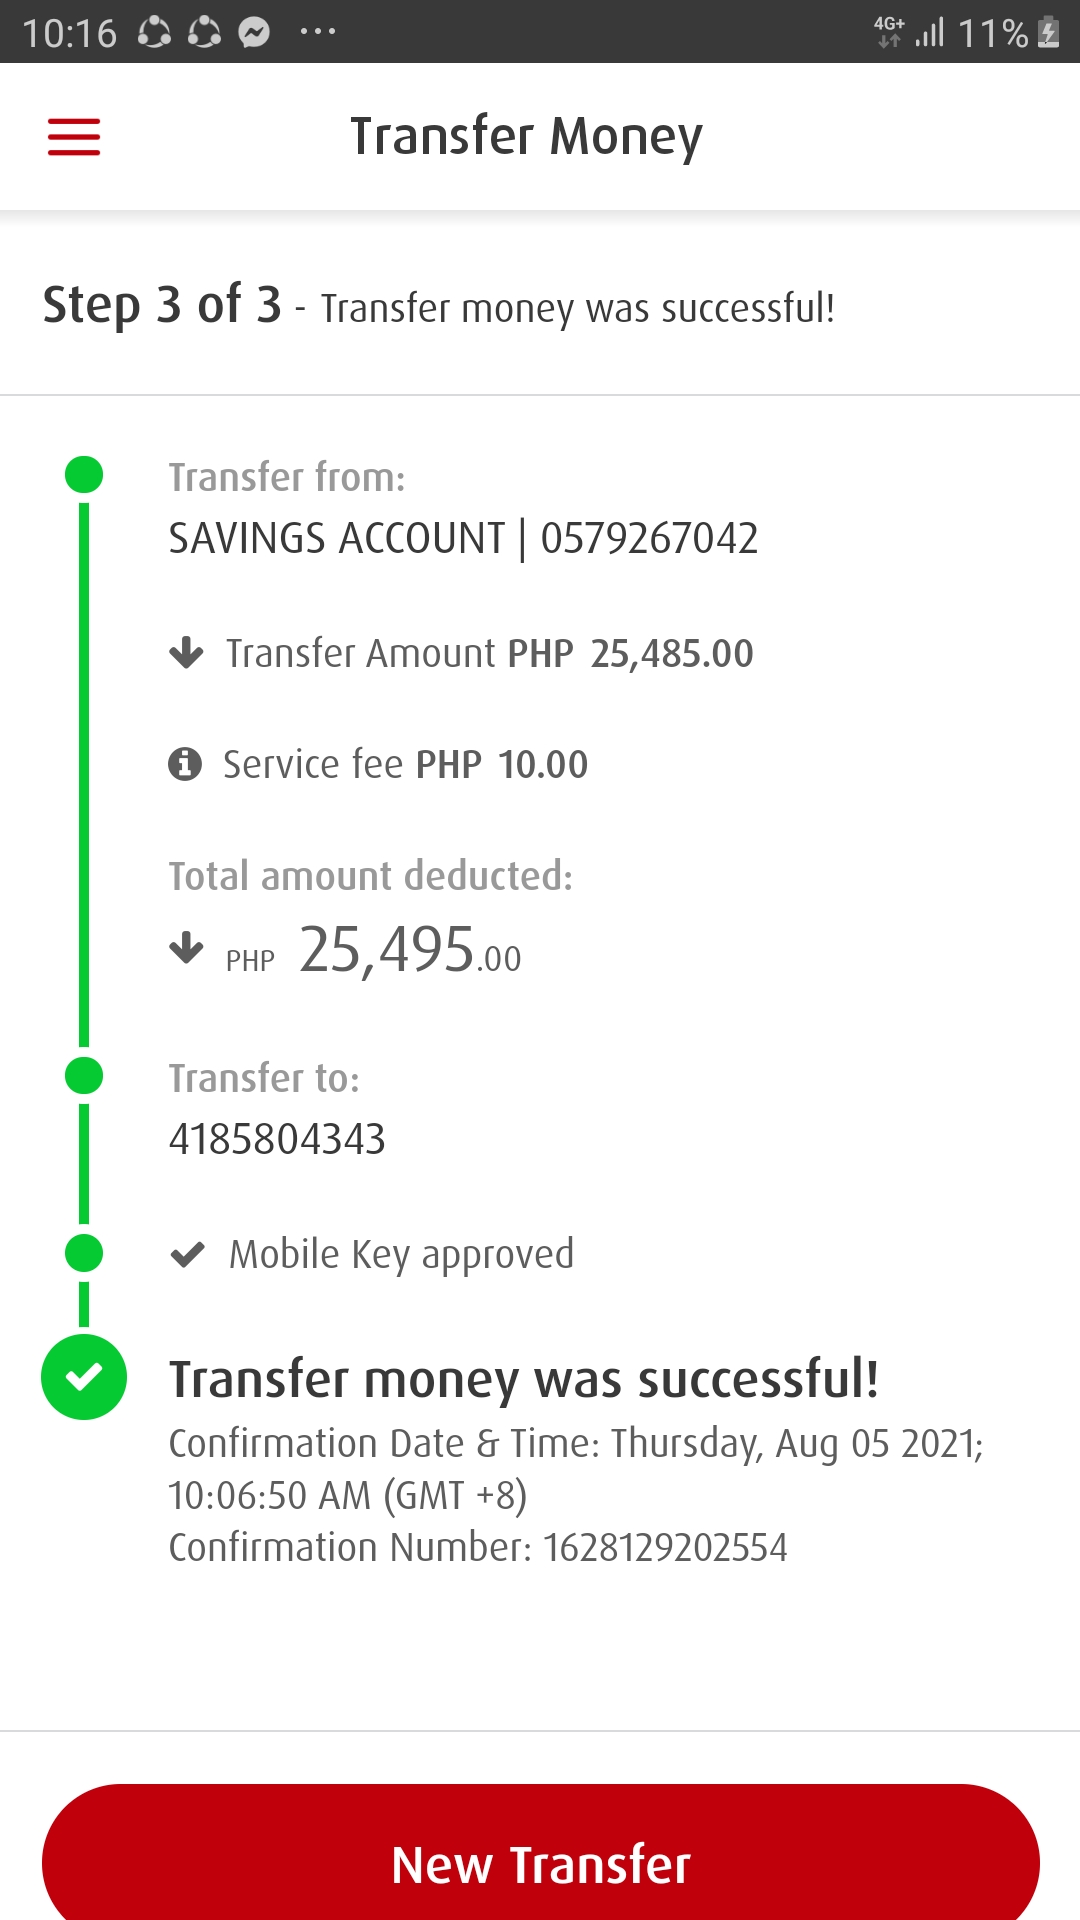 10:16 4G+ 11%
Transfer Money
Step 3 of 3 - Transfer money was successful!
Transfer from:
SAVINGS ACCOUNT | 0579267042
Transfer Amount PHP 25,485.00
Service fee PHP 10.00
Total amount deducted:
PHP 25,495.00
Transfer to:
4185804343
Mobile Key approved
Transfer money was successful!
Confirmation Date & Time: Thursday, Aug 05 2021;
10:06:50 AM (GMT +8)
Confirmation Number: 1628129202554
New Transfer